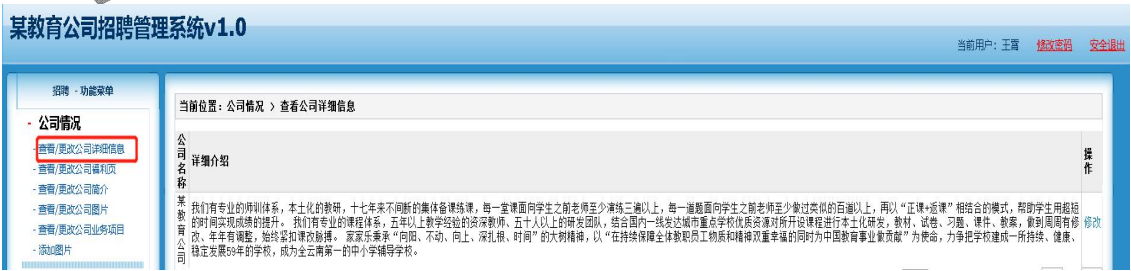 某教育公司招聘管理系统v1.0
当前用户: 王霄 修改密码 安全退出
招聘 - 功能菜单
- 公司情况
- 查看/更改公司详细信息
- 查看/更改公司福利页
- 查看/更改公司简介
- 查看/更改公司图片
- 查看/更改公司业务项目
- 添加图片
当前位置: 公司情况 > 查看公司详细信息
公司名称 详细介绍 操作
某教育公司
我们有专业的师训体系，本土化的教研，十七年来不间断的集体备课练课，每一堂课面向学生之前老师至少演练三遍以上，每一道题面向学生之前老师至少做过类似的百道以上，再以“正课+返课”相结合的模式，帮助学生用超短
的时间实现成绩的提升。 我们有专业的课程体系，五年以上教学经验的资深教师、五十人以上的研发团队，结合国内一线发达城市重点学校优质资源对所开设课程进行本土化研发，教材、试卷、习题、课件、教案，做到周周有修 修改
改、年年有调整，始终紧扣课改脉搏。 家家乐秉承“向阳、不动、向上、深扎根、时间”的大树精神，以“在持续保障全体教职员工物质和精神双重幸福的同时为中国教育事业做贡献”为使命，力争把学校建成一所持续、健康、
稳定发展59年的学校，成为全云南第一的中小学辅导学校。